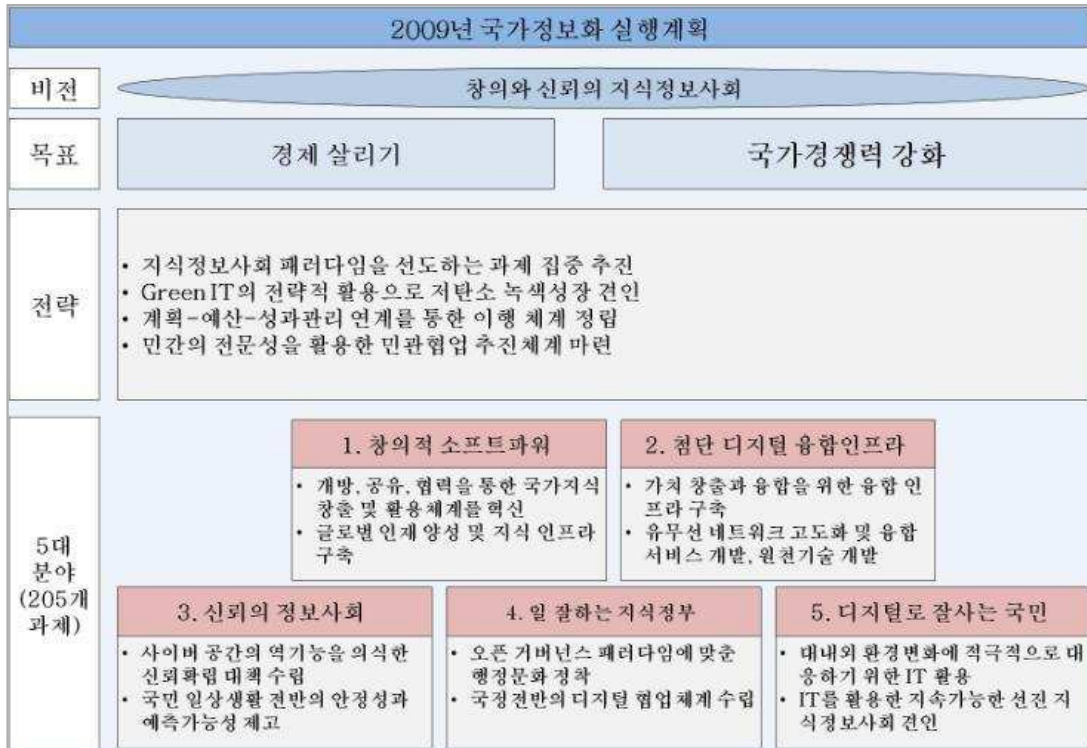 2009년 국가정보화 실행계획
비전
창의와 신뢰의 지식정보사회
목표
경제 살리기
국가경쟁력 강화
전략
• 지식정보사회 패러다임을 선도하는 과제 집중 추진
• Green IT의 전략적 활용으로 저탄소 녹색성장 견인
• 계획-예산-성과관리 연계를 통한 이행 체계 정립
• 민간의 전문성을 활용한 민관협업 추진체계 마련
5대
분야
(205개
과제)
1. 창의적 소프트파워
• 개방, 공유, 협력을 통한 국가지식
창출 및 활용체계를 혁신
• 글로벌 인재 양성 및 지식 인프라
구축
2. 첨단 디지털 융합인프라
• 가치 창출과 융합을 위한 융합 인
프라 구축
• 유무선 네트워크 고도화 및 융합
서비스 개발, 원천기술 개발
3. 신뢰의 정보사회
• 사이버 공간의 역기능을 의식한
신뢰확립 대책 수립
• 국민 일상생활 전반의 안정성과
예측가능성 제고
4. 일 잘하는 지식정부
• 오픈 거버넌스 패러다임에 맞춘
행정문화 정착
• 국정전반의 디지털 협업체계 수립
5. 디지털로 잘사는 국민
• 대내외 환경변화에 적극적으로 대
응하기 위한 IT 활용
• IT를 활용한 지속가능한 선진 지
식정보사회 견인